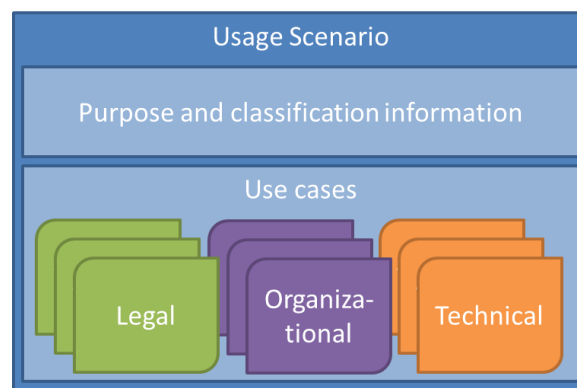 Usage Scenario
Purpose and classification information
Use cases
Legal
Organiza-
tional
Technical